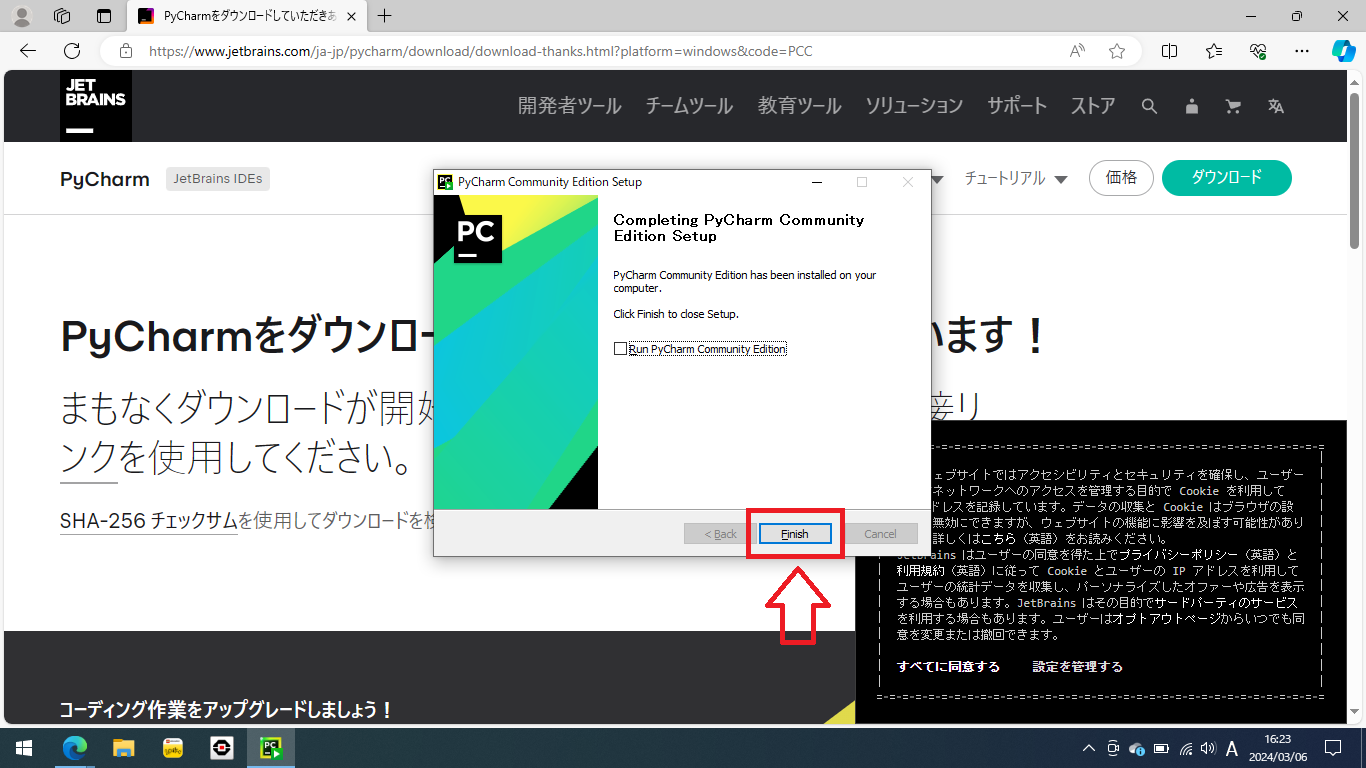 PyCharmをダウンロードしていただきあ
https://www.jetbrains.com/ja-jp/pycharm/download/download-thanks.html?platform=windows&code=PCC
JET
BRAINS
開発者ツール チームツール 教育ツール ソリューション サポート ストア
PyCharm JetBrains IDEs
チュートリアル 価格 ダウンロード
PyCharm Community Edition Setup
PC
Completing PyCharm Community
Edition Setup
PyCharm Community Edition has been installed on your
computer.
Click Finish to close Setup.
Run PyCharm Community Edition
< Back Finish Cancel
PyCharmをダウンロー います！
まもなくダウンロードが開
ンクを使用してください。
SHA-256 チェックサムを使用してダウンロードを
ェブサイトではアクセシビリティとセキュリティを確保し、ユーザー
ネットワークへのアクセスを管理する目的で Cookie を利用して
ドレスを記録しています。データの収集と Cookie はブラウザの設
無効にできますが、ウェブサイトの機能に影響を及ぼす可能性があり
詳しくはこちら（英語）をお読みください。
JetBrains はユーザーの同意を得た上でプライバシーポリシー（英語）と
利用規約（英語）に従って Cookie とユーザーの IP アドレスを利用して
ユーザーの統計データを収集し、パーソナライズしたオファーや広告を表示
する場合もあります。JetBrains はその目的でサードパーティのサービス
を利用する場合もあります。ユーザーはオプトアウトページからいつでも同
意を変更または撤回できます。
すべてに同意する 設定を管理する
コーディング作業をアップグレードしましょう！
A
16:23
2024/03/06